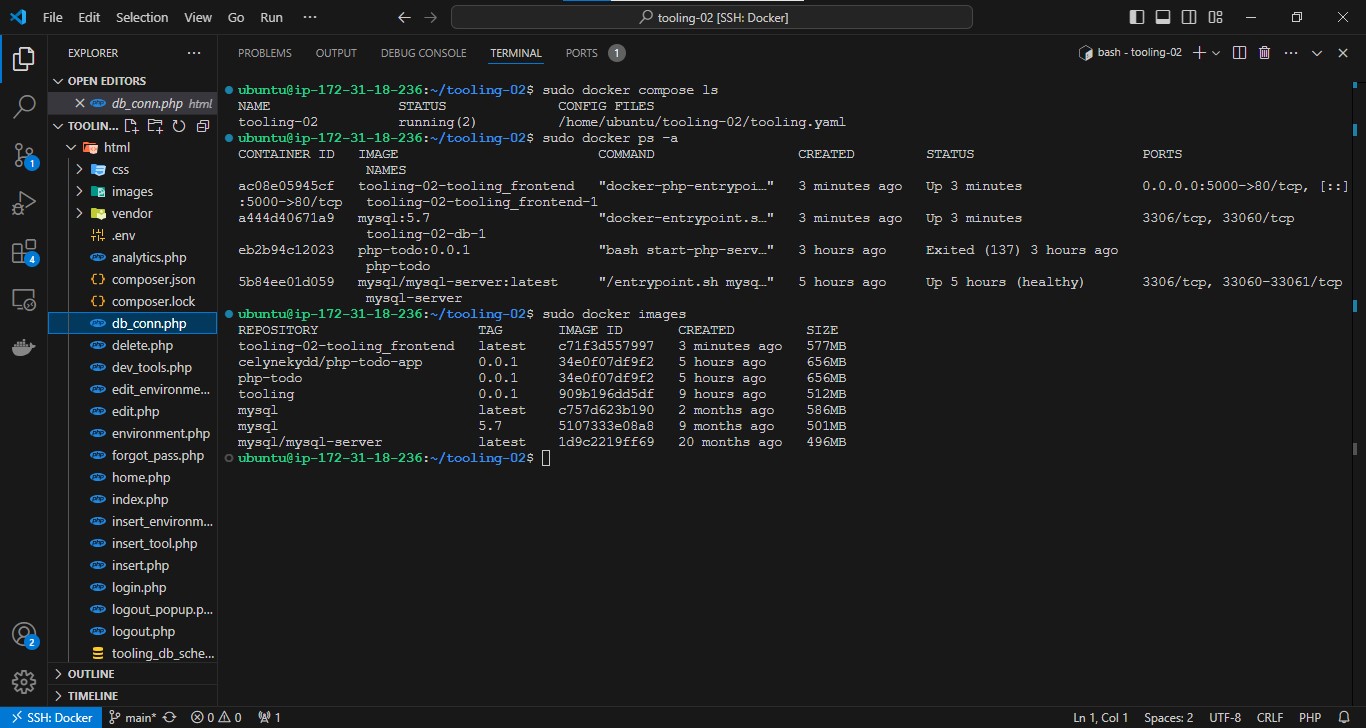 File Edit Selection View Go Run ··· tooling-02 [SSH: Docker]
EXPLORER ···
OPEN EDITORS
db_conn.php html
TOOLIN...
html
css
images
vendor
.env
analytics.php
composer.json
composer.lock
db_conn.php
delete.php
dev_tools.php
edit_environme...
edit.php
environment.php
forgot_pass.php
home.php
index.php
insert_environm...
insert_tool.php
insert.php
login.php
logout_popup.p...
logout.php
tooling_db_sche...
OUTLINE
TIMELINE
1
4
2
PROBLEMS OUTPUT DEBUG CONSOLE TERMINAL PORTS 1 bash - tooling-02
ubuntu@ip-172-31-18-236:~/tooling-02$ sudo docker compose ls
NAME STATUS CONFIG FILES
tooling-02 running(2) /home/ubuntu/tooling-02/tooling.yaml
ubuntu@ip-172-31-18-236:~/tooling-02$ sudo docker ps -a
CONTAINER ID IMAGE COMMAND CREATED STATUS PORTS
NAMES
ac08e05945cf tooling-02-tooling_frontend "docker-php-entrypoi…" 3 minutes ago Up 3 minutes 0.0.0.0:5000->80/tcp, [::]
:5000->80/tcp tooling-02-tooling_frontend-1
a444d40671a9 mysql:5.7 "docker-entrypoint.s…" 3 minutes ago Up 3 minutes 3306/tcp, 33060/tcp
tooling-02-db-1
eb2b94c12023 php-todo:0.0.1 "bash start-php-serv…" 3 hours ago Exited (137) 3 hours ago
php-todo
5b84ee01d059 mysql/mysql-server:latest "/entrypoint.sh mysq…" 5 hours ago Up 5 hours (healthy) 3306/tcp, 33060-33061/tcp
mysql-server
ubuntu@ip-172-31-18-236:~/tooling-02$ sudo docker images
REPOSITORY TAG IMAGE ID CREATED SIZE
tooling-02-tooling_frontend latest c71f3d557997 3 minutes ago 577MB
celynekydd/php-todo-app 0.0.1 34e0f07df9f2 5 hours ago 656MB
php-todo 0.0.1 34e0f07df9f2 5 hours ago 656MB
tooling 0.0.1 909b196dd5df 9 hours ago 512MB
mysql latest c757d623b190 2 months ago 586MB
mysql 5.7 5107333e08a8 9 months ago 501MB
mysql/mysql-server latest 1d9c2219ff69 20 months ago 496MB
ubuntu@ip-172-31-18-236:~/tooling-02$
SSH: Docker main* 0 0 1 Ln 1, Col 1 Spaces: 2 UTF-8 CRLF PHP